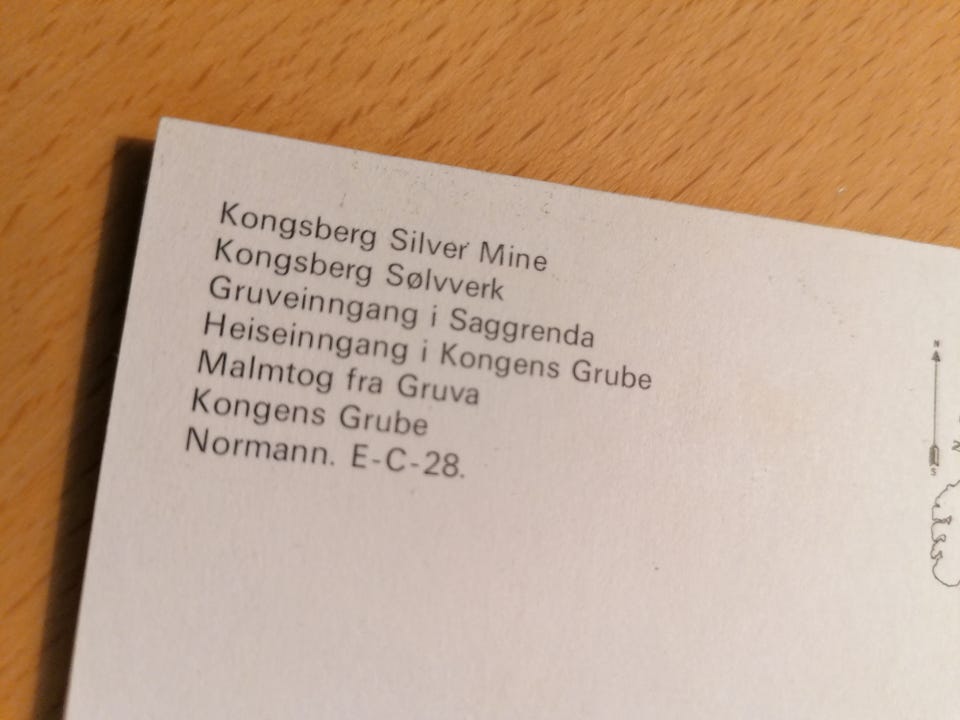 Kongsberg Silver Mine
Kongsberg Sølvverk
Gruveinngang i Saggrenda
Heiseinngang i Kongens Grube
Malmtog fra Gruva
Kongens Grube
Normann. E-C-28.
N
S
N